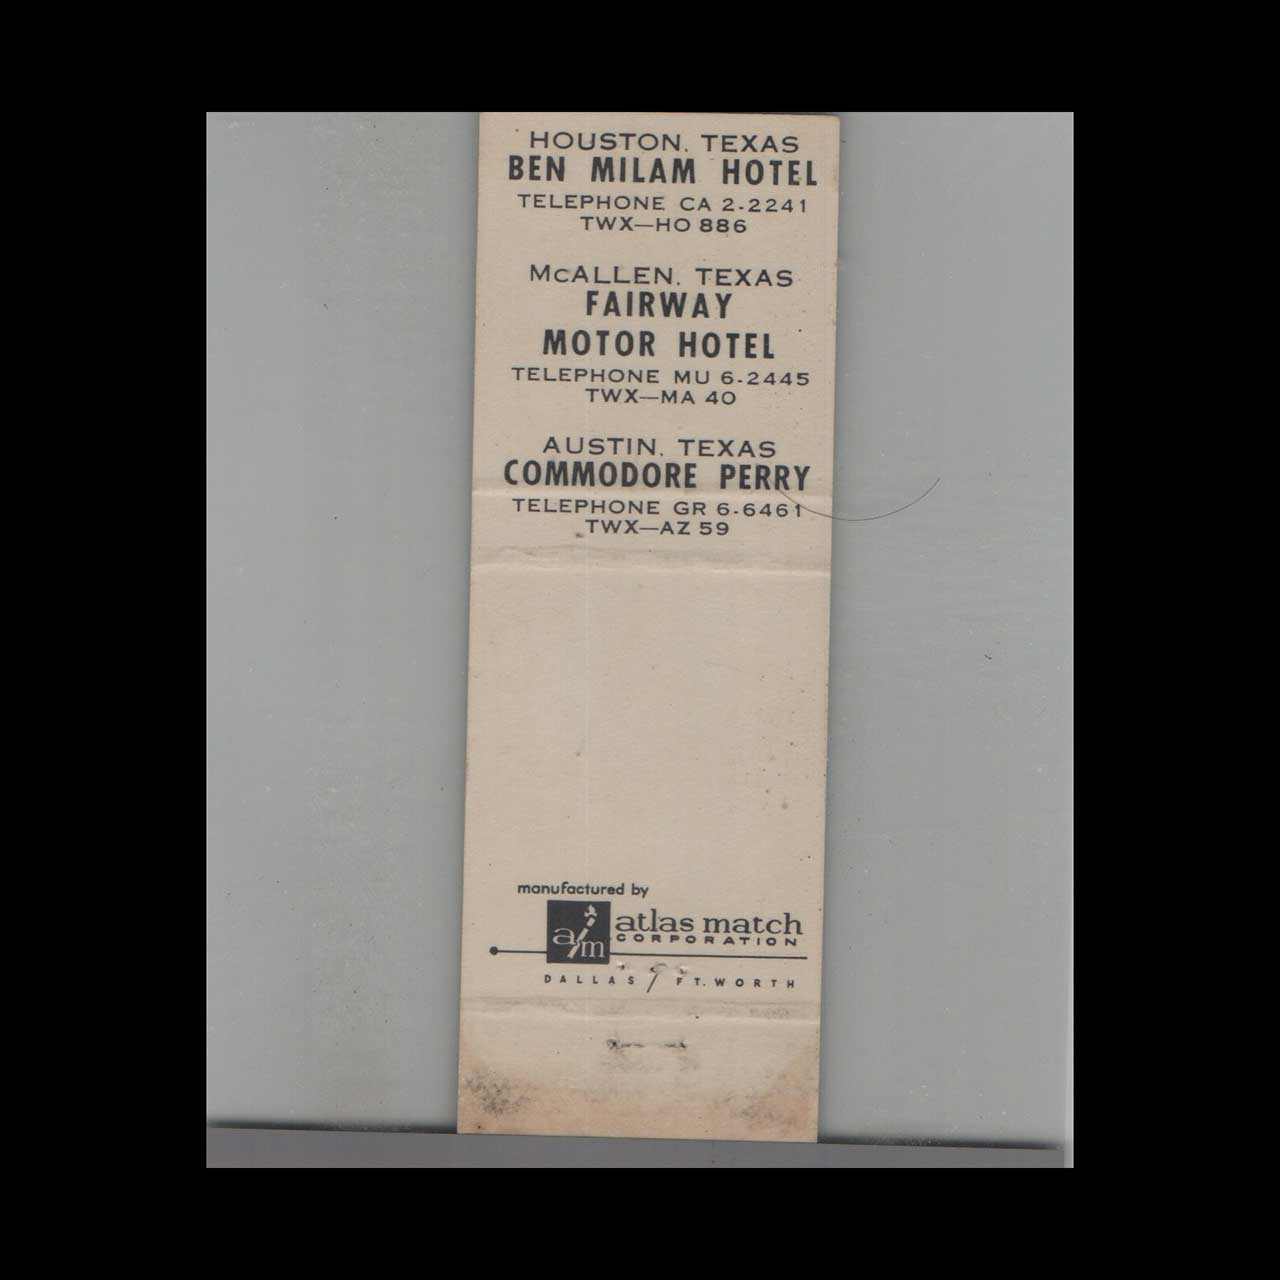 HOUSTON, TEXAS
BEN MILAM HOTEL
TELEPHONE CA 2-2241
TWX—HO 886
McALLEN, TEXAS
FAIRWAY
MOTOR HOTEL
TELEPHONE MU 6-2445
TWX—MA 40
AUSTIN, TEXAS
COMMODORE PERRY
TELEPHONE GR 6-6461
TWX—AZ 59
manufactured by
a/m atlas match
CORPORATION
DALLAS / FT. WORTH